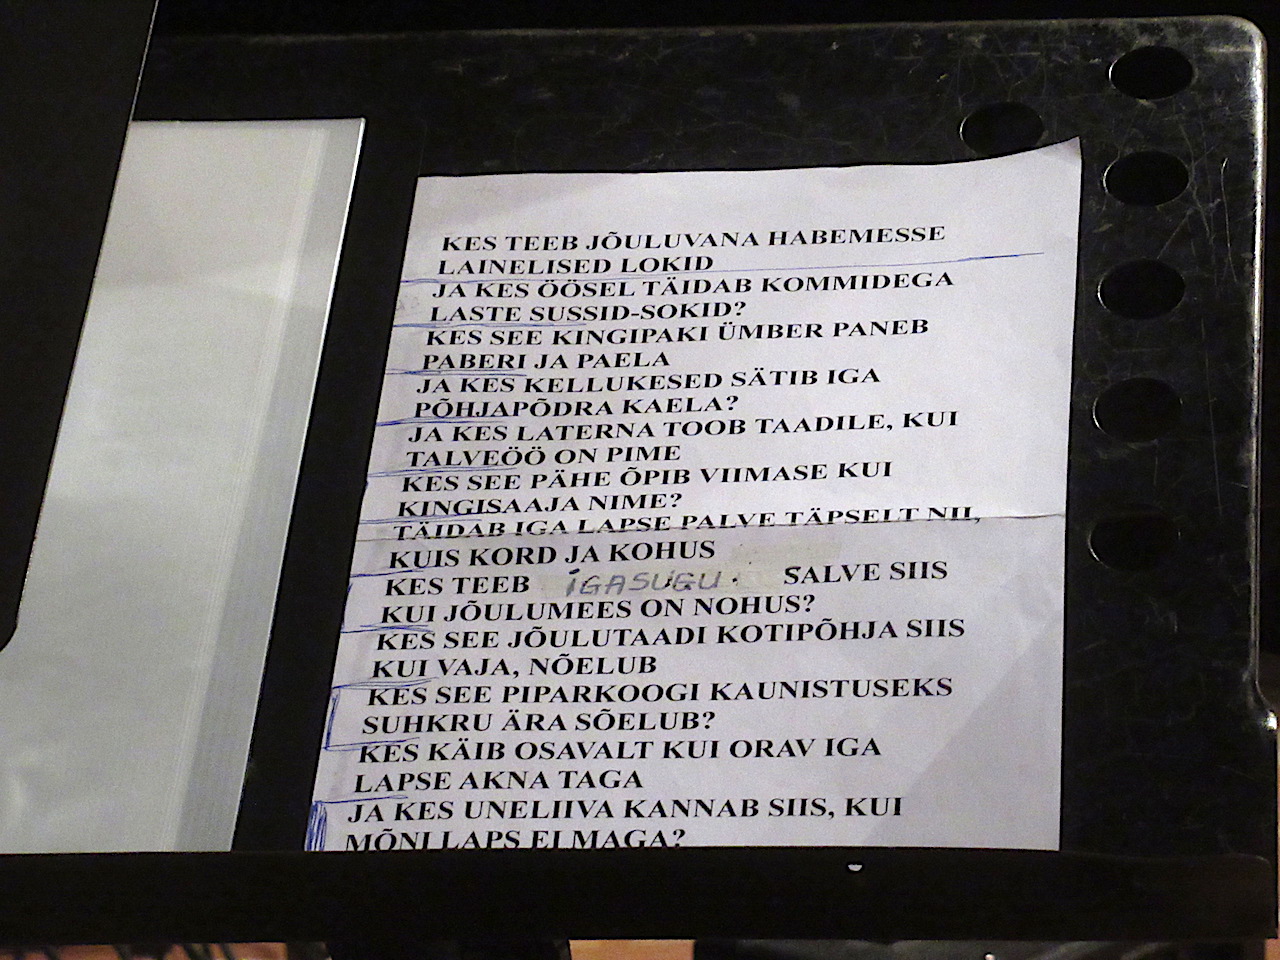 KES TEEB JÕULUVANA HABEMESSE
LAINELISED LOKID
JA KES ÖÖSEL TÄIDAB KOMMIDEGA
LASTE SUSSID-SOKID?
KES SEE KINGIPAKI ÜMBER PANEB
PABERI JA PAELA
JA KES KELLUKESED SÄTIB IGA
PÕHJAPÕDRA KAELA?
JA KES LATERNA TOOB TAADILE, KUI
TALVEÖÖ ON PIME
KES SEE PÄHE ÕPIB VIIMASE KUI
KINGISAAJA NIME?
TÄIDAB IGA LAPSE PALVE TÄPSELT NII,
KUIS KORD JA KOHUS
KES TEEB IGASUGU SALVE SIIS
KUI JÕULUMEES ON NOHUS?
KES SEE JÕULUTAADI KOTIPÕHJA SIIS
KUI VAJA, NÕELUB
KES SEE PIPARKOOGI KAUNISTUSEKS
SUHKRU ÄRA SÕELUB?
KES KÄIB OSAVALT KUI ORAV IGA
LAPSE AKNA TAGA
JA KES UNELIIVA KANNAB SIIS, KUI
MÕNI LAPS EI MAGA?